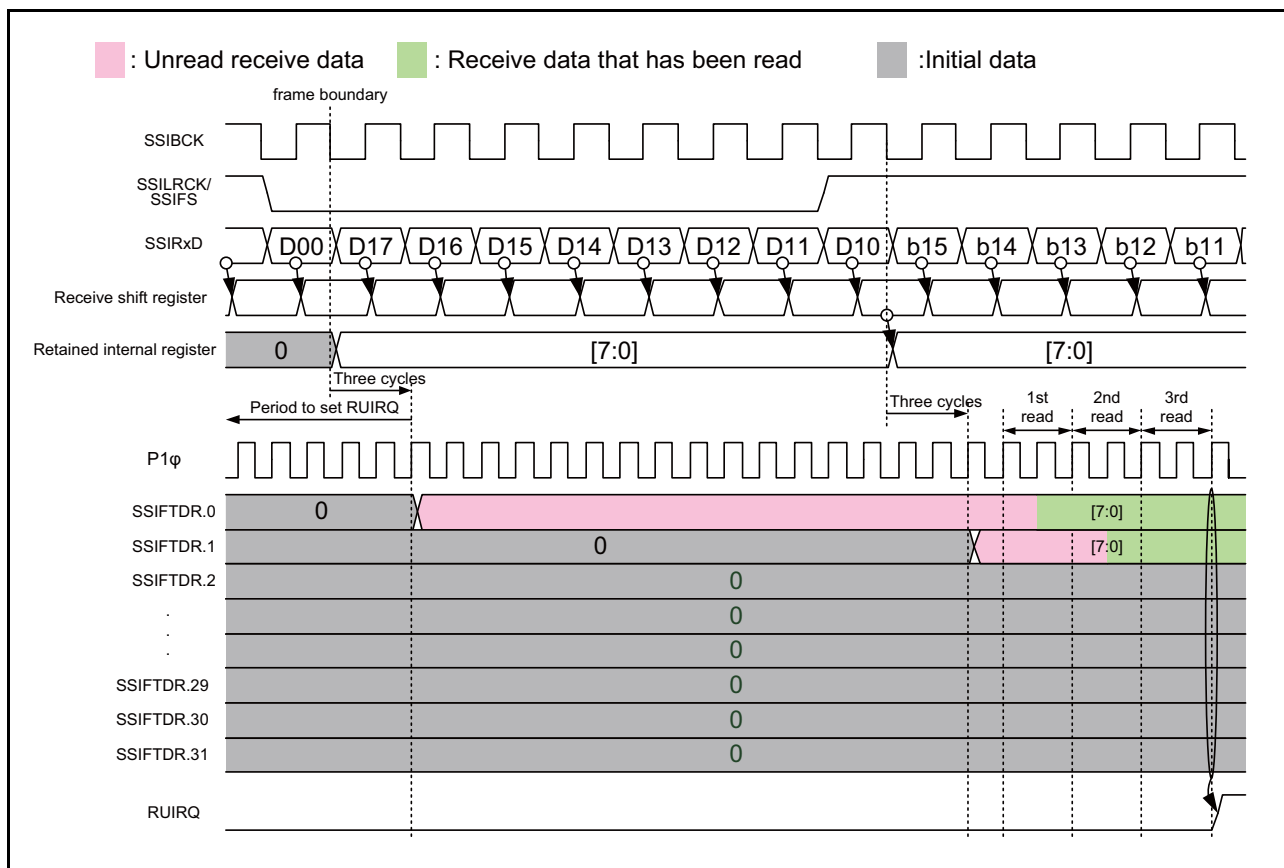 : Unread receive data : Receive data that has been read :Initial data
frame boundary
SSIBCK
SSILRCK/
SSIFS
SSIRxD D00 D17 D16 D15 D14 D13 D12 D11 D10 b15 b14 b13 b12 b11
Receive shift register
Retained internal register 0 [7:0] [7:0]
Three cycles Three cycles 1st read 2nd read 3rd read
Period to set RUIRQ
P1φ
SSIFTDR.0 0 [7:0]
SSIFTDR.1 0 [7:0]
SSIFTDR.2 0
. 0
. 0
.
SSIFTDR.29 0
SSIFTDR.30 0
SSIFTDR.31 0
RUIRQ